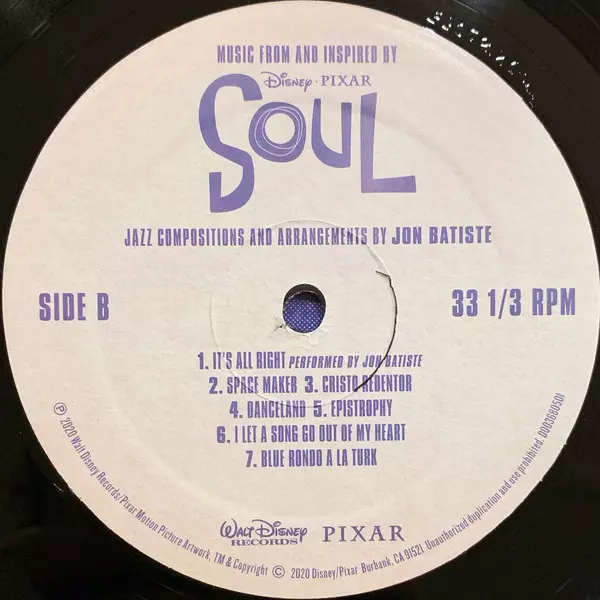 MUSIC FROM AND INSPIRED BY
Disney · PIXAR
SOUL
JAZZ COMPOSITIONS AND ARRANGEMENTS BY JON BATISTE
SIDE B
33 1/3 RPM
1. IT'S ALL RIGHT PERFORMED BY JON BATISTE
2. SPACE MAKER 3. CRISTO REDENTOR
4. DANCELAND 5. EPISTROPHY
6. I LET A SONG GO OUT OF MY HEART
7. BLUE RONDO A LA TURK
WALT DISNEY RECORDS
PIXAR
Ⓟ 2020 Walt Disney Records/Pixar Motion Picture Artwork, TM & Copyright © 2020 Disney/Pixar Burbank, CA 91521. Unauthorized duplication and use prohibited. D003680501